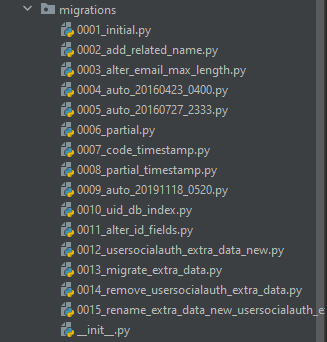 migrations
0001_initial.py
0002_add_related_name.py
0003_alter_email_max_length.py
0004_auto_20160423_0400.py
0005_auto_20160727_2333.py
0006_partial.py
0007_code_timestamp.py
0008_partial_timestamp.py
0009_auto_20191118_0520.py
0010_uid_db_index.py
0011_alter_id_fields.py
0012_usersocialauth_extra_data_new.py
0013_migrate_extra_data.py
0014_remove_usersocialauth_extra_data.py
0015_rename_extra_data_new_usersocialauth_e
__init__.py